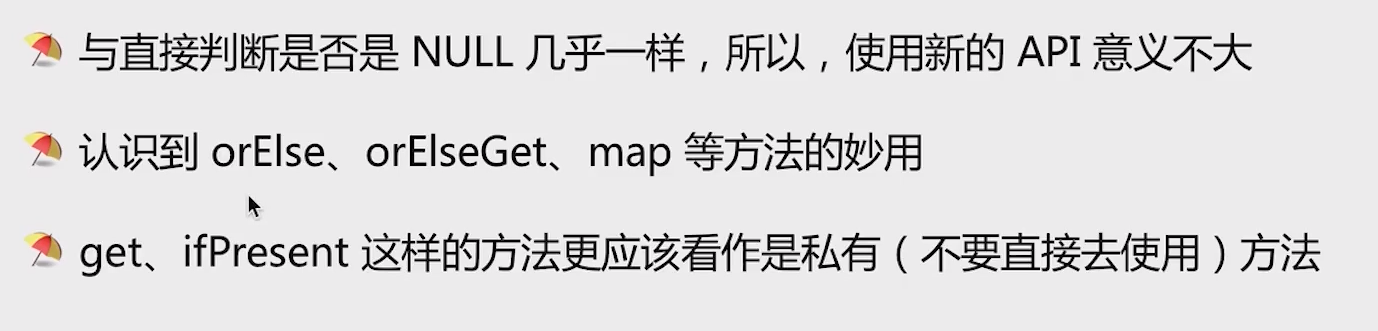 与直接判断是否是 NULL 几乎一样，所以，使用新的 API 意义不大
认识到 orElse、orElseGet、map 等方法的妙用
get、ifPresent 这样的方法更应该看作是私有（不要直接去使用）方法